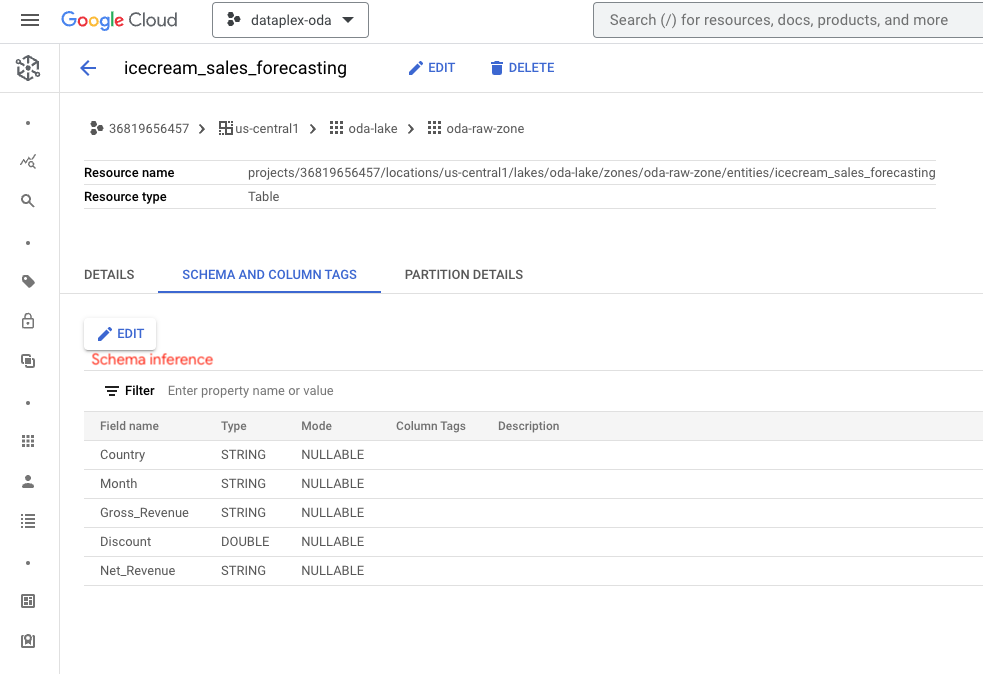 Google Cloud dataplex-oda Search (/) for resources, docs, products, and more
icecream_sales_forecasting EDIT DELETE
36819656457 us-central1 oda-lake oda-raw-zone
Resource name projects/36819656457/locations/us-central1/lakes/oda-lake/zones/oda-raw-zone/entities/icecream_sales_forecasting
Resource type Table
DETAILS SCHEMA AND COLUMN TAGS PARTITION DETAILS
EDIT
Schema inference
Filter Enter property name or value
Field name Type Mode Column Tags Description
Country STRING NULLABLE
Month STRING NULLABLE
Gross_Revenue STRING NULLABLE
Discount DOUBLE NULLABLE
Net_Revenue STRING NULLABLE